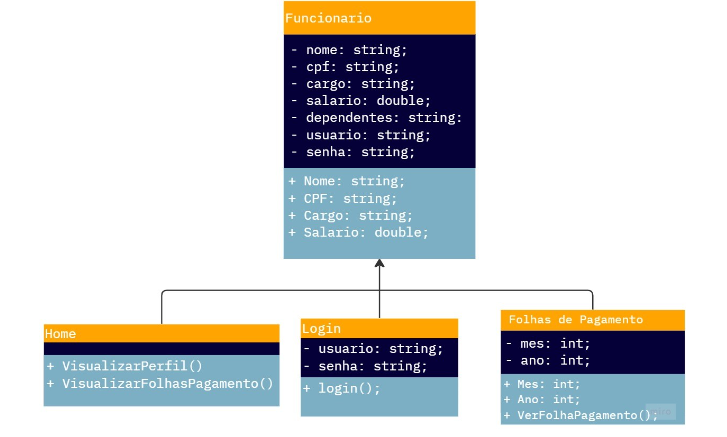 Funcionario
- nome: string;
- cpf: string;
- cargo: string;
- salario: double;
- dependentes: string:
- usuario: string;
- senha: string;
+ Nome: string;
+ CPF: string;
+ Cargo: string;
+ Salario: double;
Home
+ VisualizarPerfil()
+ VisualizarFolhasPagamento()
Login
- usuario: string;
- senha: string;
+ login();
Folhas de Pagamento
- mes: int;
- ano: int;
+ Mes: int;
+ Ano: int;
+ VerFolhaPagamento();